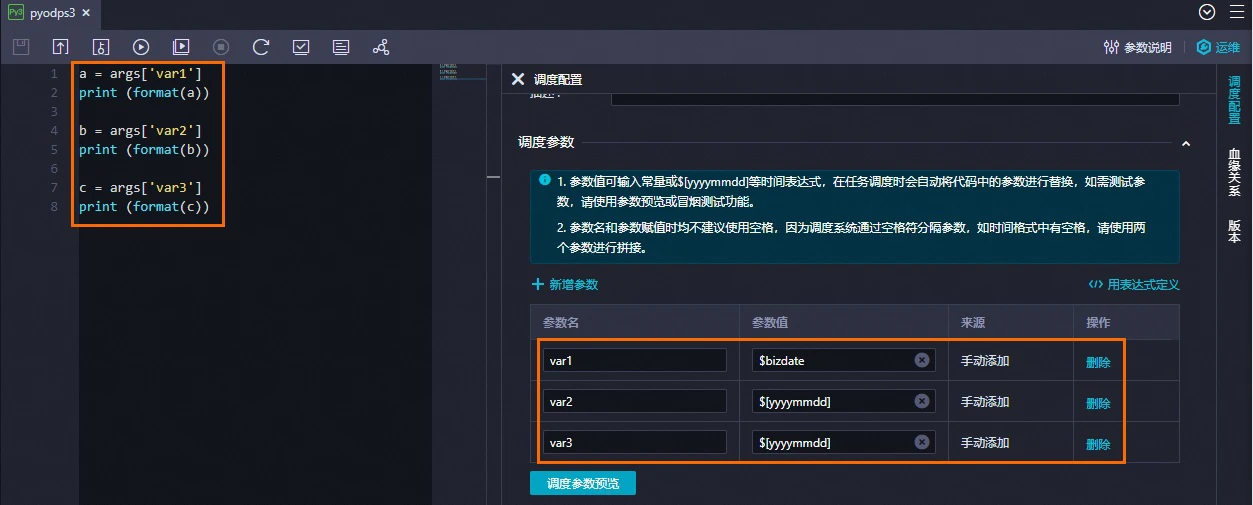 Py3 pyodps3
参数说明
运维
1 a = args['var1']
2 print (format(a))
3
4 b = args['var2']
5 print (format(b))
6
7 c = args['var3']
8 print (format(c))
调度配置
调度参数
1. 参数值可输入常量或$[yyyymmdd]等时间表达式，在任务调度时会自动将代码中的参数进行替换，如需测试参
数，请使用参数预览或冒烟测试功能。
2. 参数名和参数赋值时均不建议使用空格，因为调度系统通过空格符分隔参数，如时间格式中有空格，请使用两
个参数进行拼接。
新增参数
用表达式定义
参数名 参数值 来源 操作
var1 $bizdate 手动添加 删除
var2 $[yyyymmdd] 手动添加 删除
var3 $[yyyymmdd] 手动添加 删除
调度参数预览
调度配置
血缘关系
版本